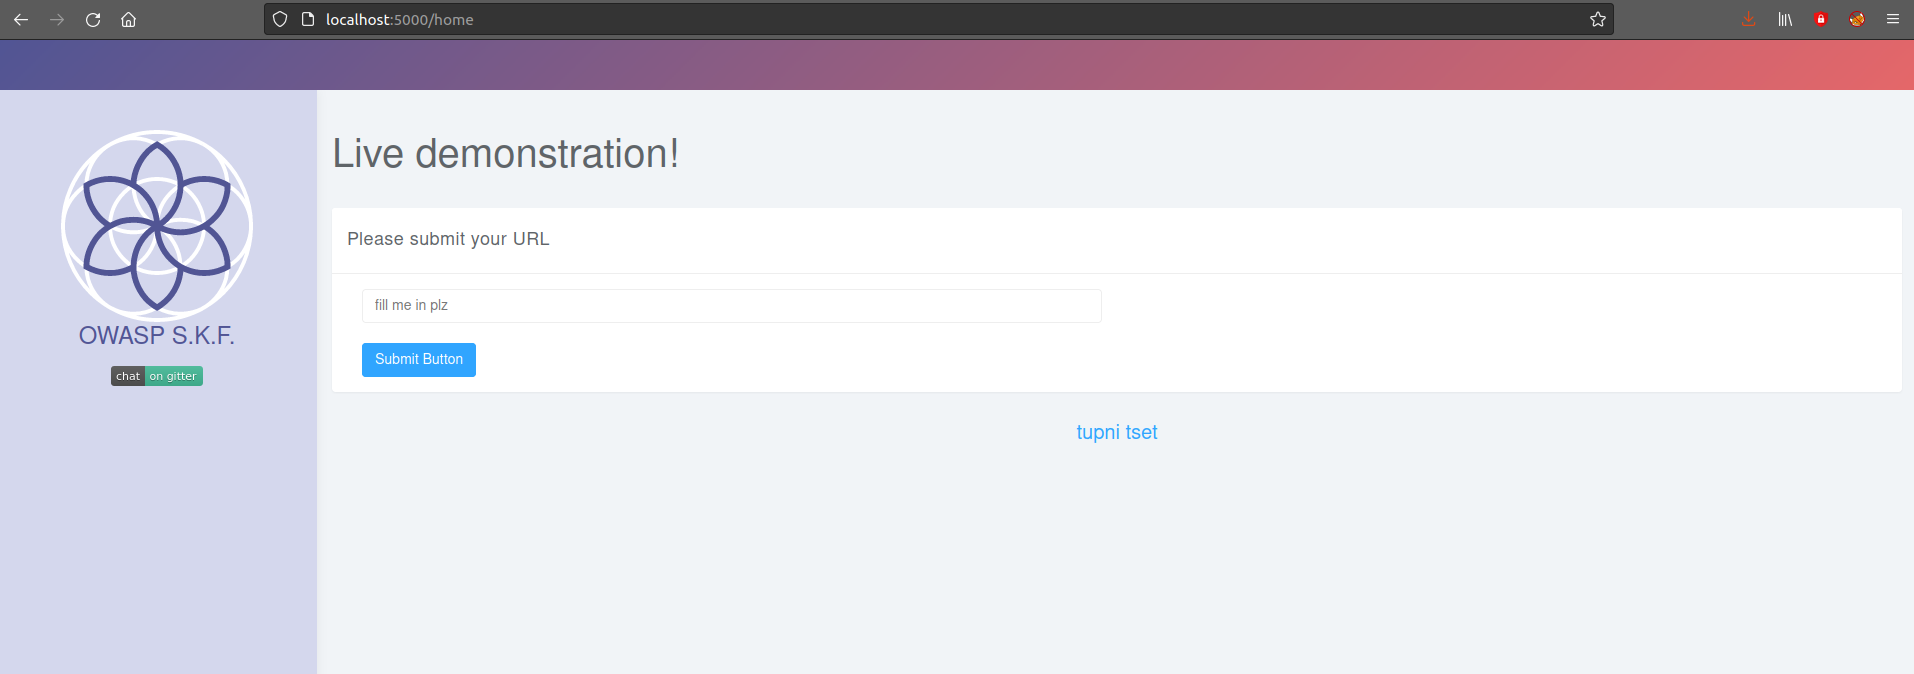 localhost:5000/home
Live demonstration!
Please submit your URL
fill me in plz
Submit Button
tupni tset
OWASP S.K.F.
chat on gitter